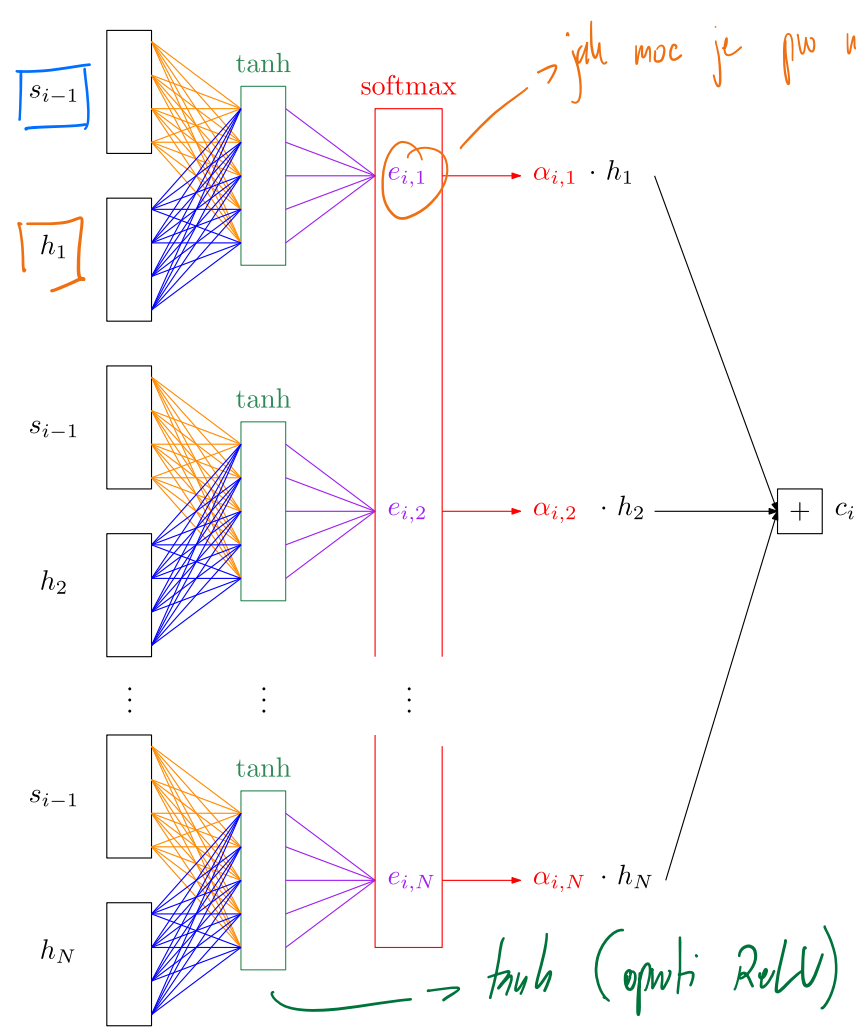 jak moc je pro
tanh
softmax
s_{i-1}
e_{i,1} α_{i,1} · h_1
h_1
tanh
s_{i-1}
e_{i,2} α_{i,2} · h_2
+ c_i
h_2
⋮ ⋮ ⋮
tanh
s_{i-1}
e_{i,N} α_{i,N} · h_N
h_N
tanh (oproti ReLU)